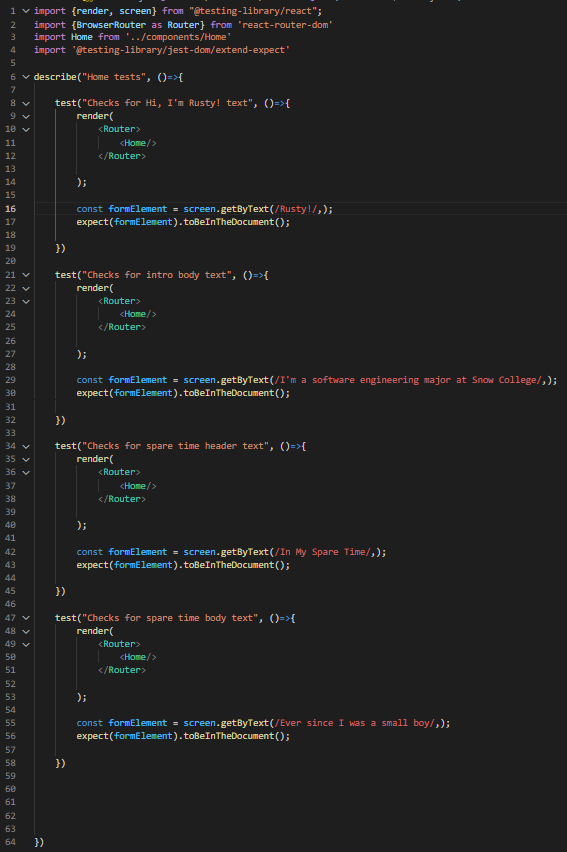 1 import {render, screen} from "@testing-library/react";
2 import {BrowserRouter as Router} from 'react-router-dom'
3 import Home from '../components/Home'
4 import '@testing-library/jest-dom/extend-expect'
5
6 describe("Home tests", ()=>{
7
8 test("Checks for Hi, I'm Rusty! text", ()=>{
9 render(
10 <Router>
11 <Home/>
12 </Router>
13
14 );
15
16 const formElement = screen.getByText(/Rusty!/,);
17 expect(formElement).toBeInTheDocument();
18
19 })
20
21 test("Checks for intro body text", ()=>{
22 render(
23 <Router>
24 <Home/>
25 </Router>
26
27 );
28
29 const formElement = screen.getByText(/I'm a software engineering major at Snow College/,);
30 expect(formElement).toBeInTheDocument();
31
32 })
33
34 test("Checks for spare time header text", ()=>{
35 render(
36 <Router>
37 <Home/>
38 </Router>
39
40 );
41
42 const formElement = screen.getByText(/In My Spare Time/,);
43 expect(formElement).toBeInTheDocument();
44
45 })
46
47 test("Checks for spare time body text", ()=>{
48 render(
49 <Router>
50 <Home/>
51 </Router>
52
53 );
54
55 const formElement = screen.getByText(/Ever since I was a small boy/,);
56 expect(formElement).toBeInTheDocument();
57
58 })
59
60
61
62
63
64 })